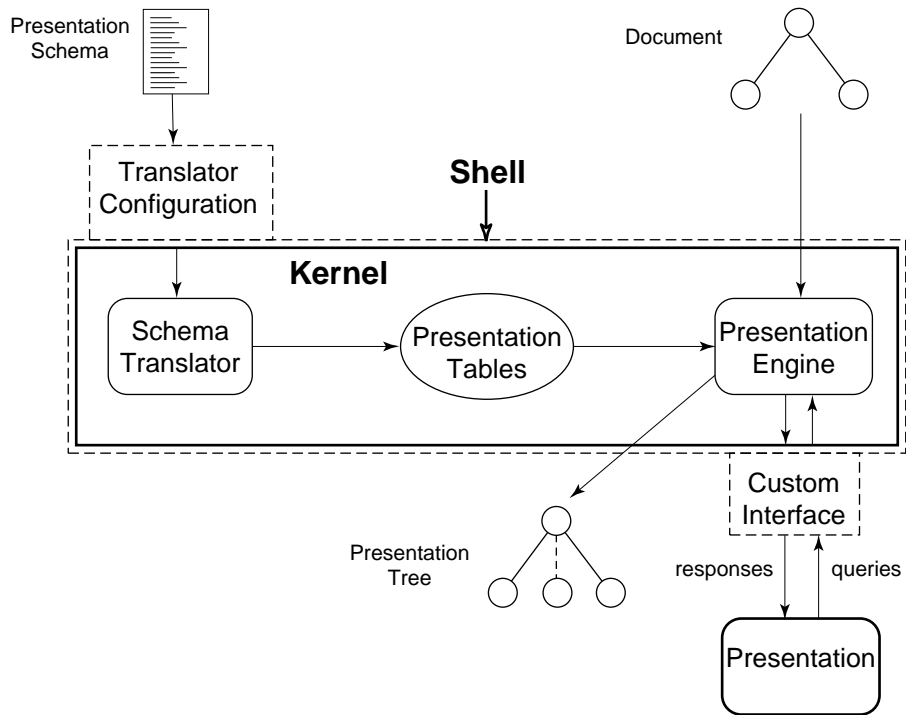 Presentation
Schema
Document
Translator
Configuration
Shell
Kernel
Schema
Translator
Presentation
Tables
Presentation
Engine
Custom
Interface
Presentation
Tree
responses
queries
Presentation